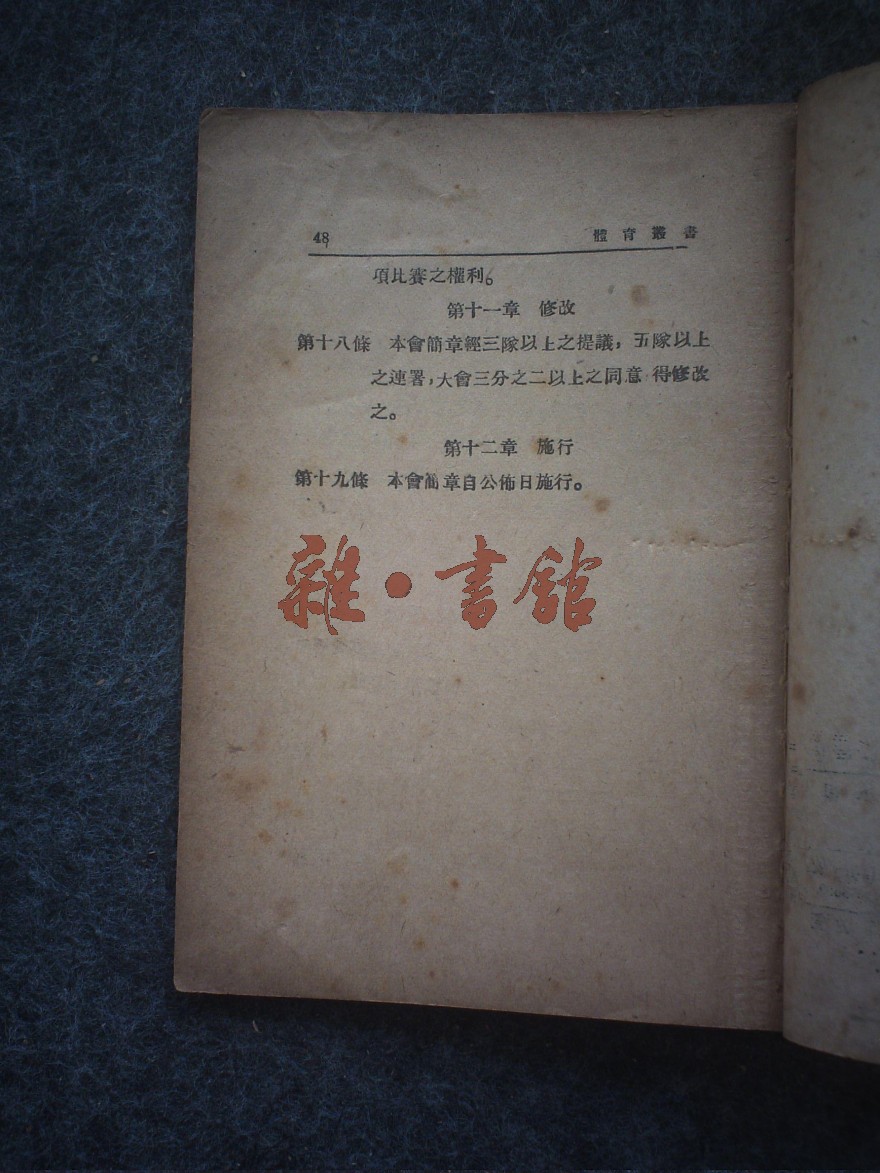 48 體育叢書
項比賽之權利。
第十一章 修改
第十八條 本會簡章經三隊以上之提議，五隊以上
之連署，大會三分之二以上之同意 得修改
之。
第十二章 施行
第十九條 本會簡章自公佈日施行。
雜·書館